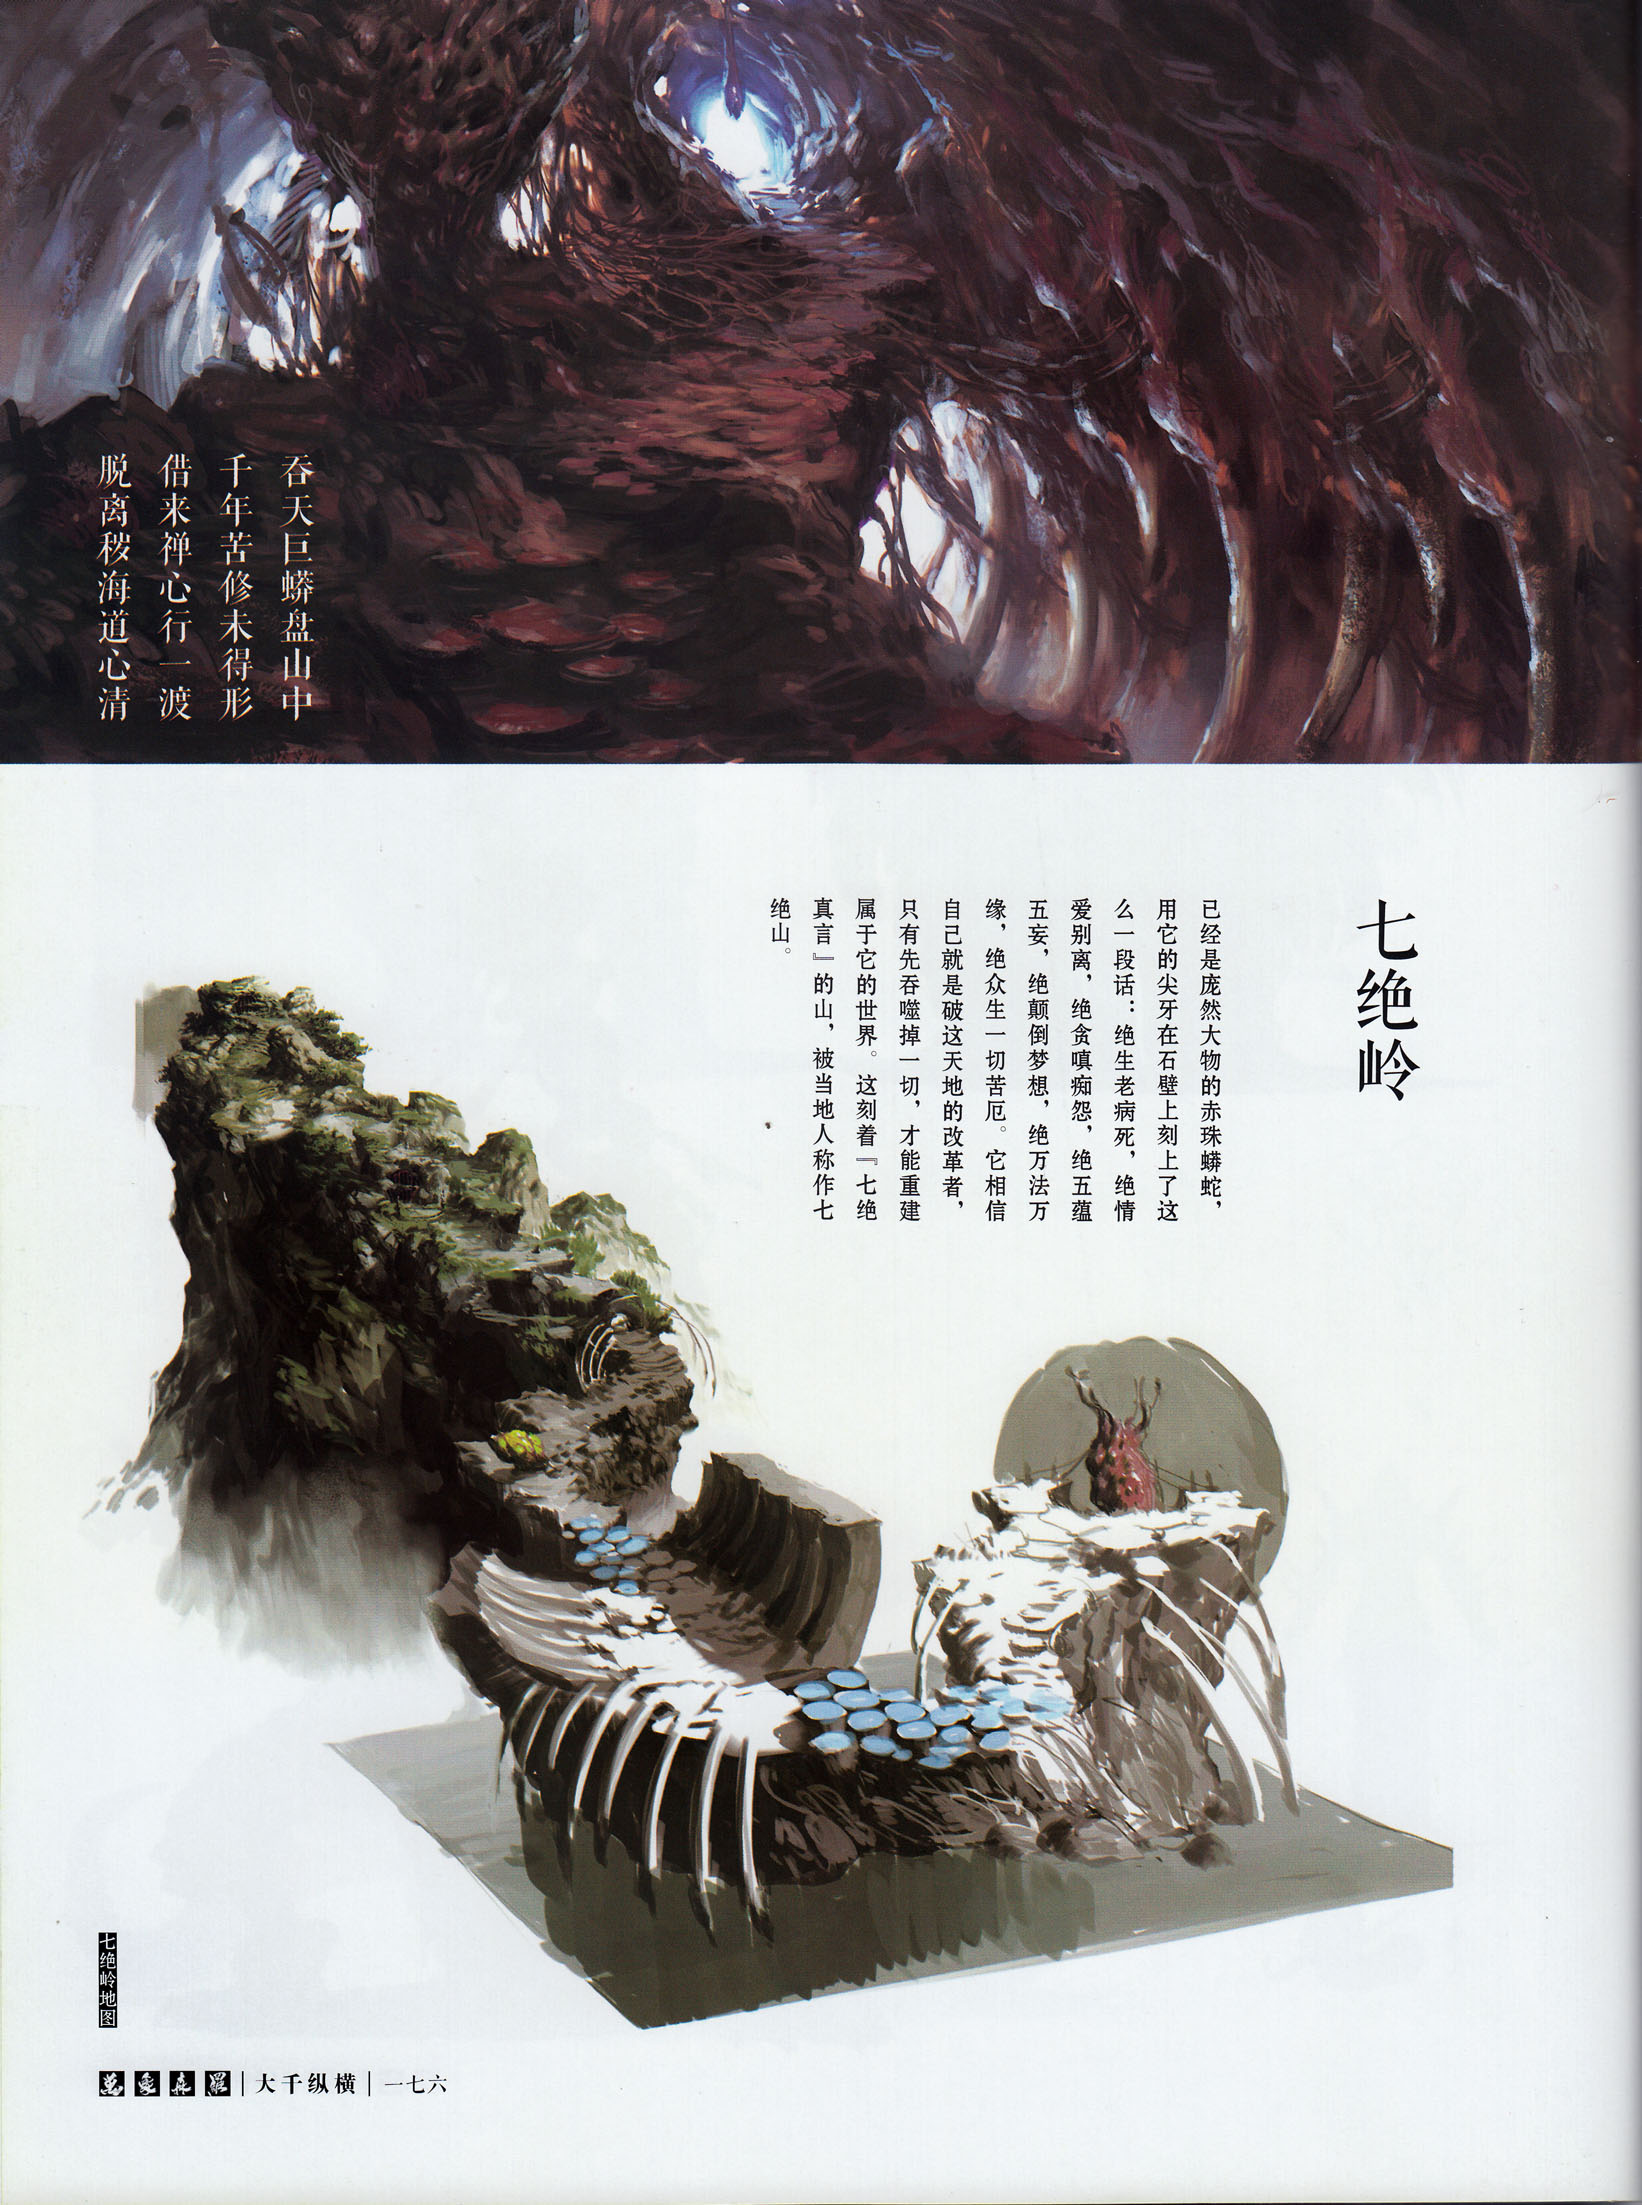 吞天巨蟒盘山中
千年苦修未得形
借来禅心行一渡
脱离秽海道心清
七绝岭
已经是庞然大物的赤珠蟒蛇，
用它的尖牙在石壁上刻上了这
么一段话：绝生老病死，绝情
爱别离，绝贪嗔痴怨，绝五蕴
五妄，绝颠倒梦想，绝万法万
缘，绝众生一切苦厄。它相信
自己就是破这天地的改革者，
只有先吞噬掉一切，才能重建
属于它的世界。这刻着『七绝
真言』的山，被当地人称作七
绝山。
七绝岭地图
萬象森羅|大千纵横|一七六